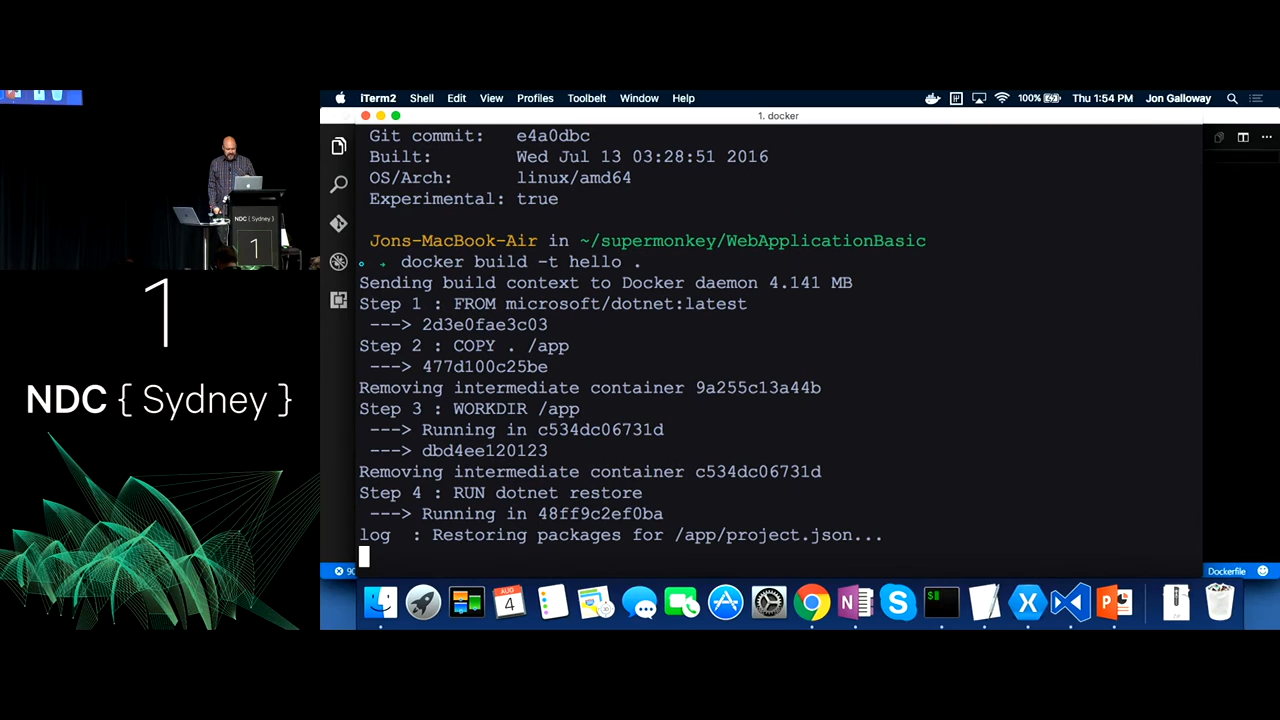 NDC { Sydney }
1
1
NDC { Sydney }
iTerm2 Shell Edit View Profiles Toolbelt Window Help
100% Thu 1:54 PM Jon Galloway
1. docker
Git commit: e4a0dbc
Built: Wed Jul 13 03:28:51 2016
OS/Arch: linux/amd64
Experimental: true
Jons-MacBook-Air in ~/supermonkey/WebApplicationBasic
docker build -t hello .
Sending build context to Docker daemon 4.141 MB
Step 1 : FROM microsoft/dotnet:latest
---> 2d3e0fae3c03
Step 2 : COPY . /app
---> 477d100c25be
Removing intermediate container 9a255c13a44b
Step 3 : WORKDIR /app
---> Running in c534dc06731d
---> dbd4ee120123
Removing intermediate container c534dc06731d
Step 4 : RUN dotnet restore
---> Running in 48ff9c2ef0ba
log : Restoring packages for /app/project.json...
Dockerfile
AUG
4